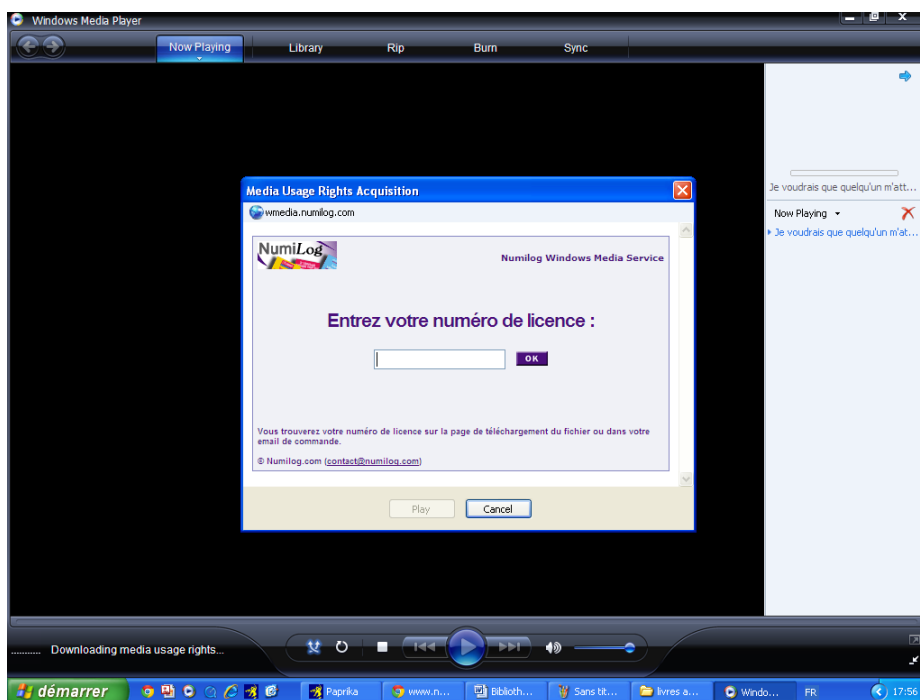 Windows Media Player
Now Playing
Library
Rip
Burn
Sync
Je voudrais que quelqu'un m'att...
Now Playing
Je voudrais que quelqu'un m'at...
Media Usage Rights Acquisition
wmedia.numilog.com
NumiLog
Numilog Windows Media Service
Entrez votre numéro de licence :
OK
Vous trouverez votre numéro de licence sur la page de téléchargement du fichier ou dans votre
email de commande.
© Numilog.com (contact@numilog.com)
Play
Cancel
........... Downloading media usage rights...
démarrer
Paprika
www.n...
Biblioth...
Sans tit...
livres a...
Windo...
FR
17:56